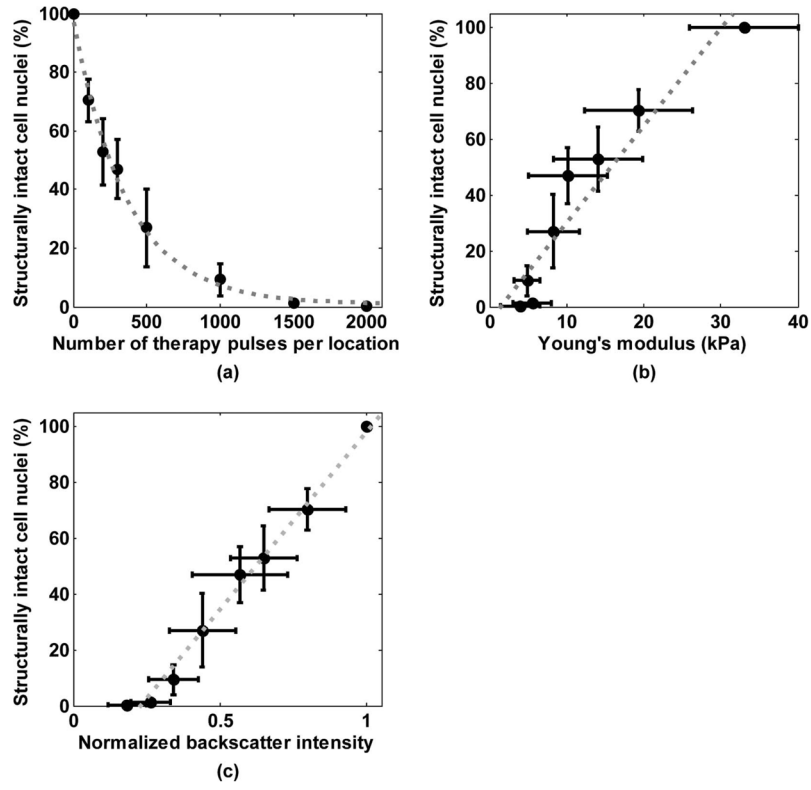 Structurally intact cell nuclei (%)
100
80
60
40
20
0
0 500 1000 1500 2000
Number of therapy pulses per location
(a)
Structurally intact cell nuclei (%)
100
80
60
40
20
0
0 10 20 30 40
Young's modulus (kPa)
(b)
Structurally intact cell nuclei (%)
100
80
60
40
20
0
0 0.5 1
Normalized backscatter intensity
(c)